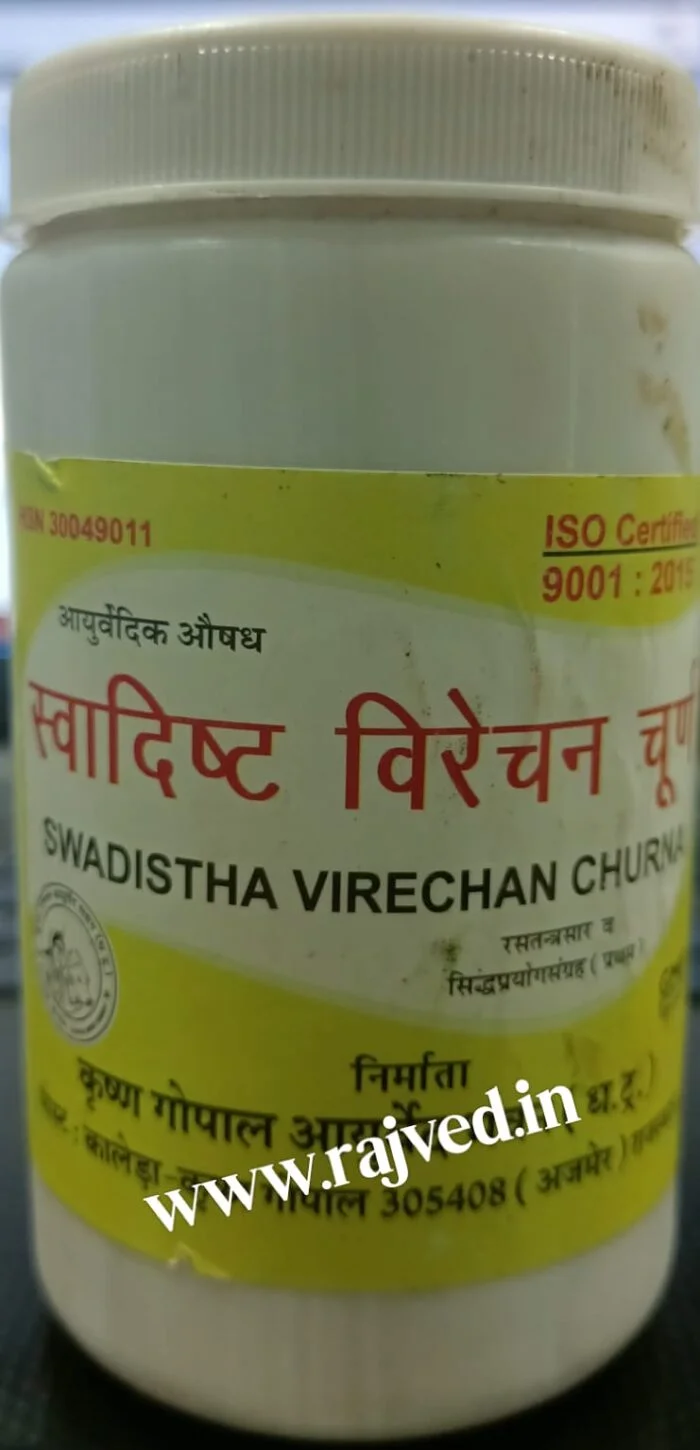 HSN 30049011
ISO Certified
9001 : 2015
आयुर्वेदिक औषध
स्वादिष्ट विरेचन चूर्ण
SWADISTHA VIRECHAN CHURNA
रसतन्त्रसार व
सिद्धप्रयोगसंग्रह ( प्रथम )
निर्माता
कृष्ण गोपाल ( ध.ट्र. )
कालेड़ा गोपाल 305408 ( अजमेर )
www.rajved.in